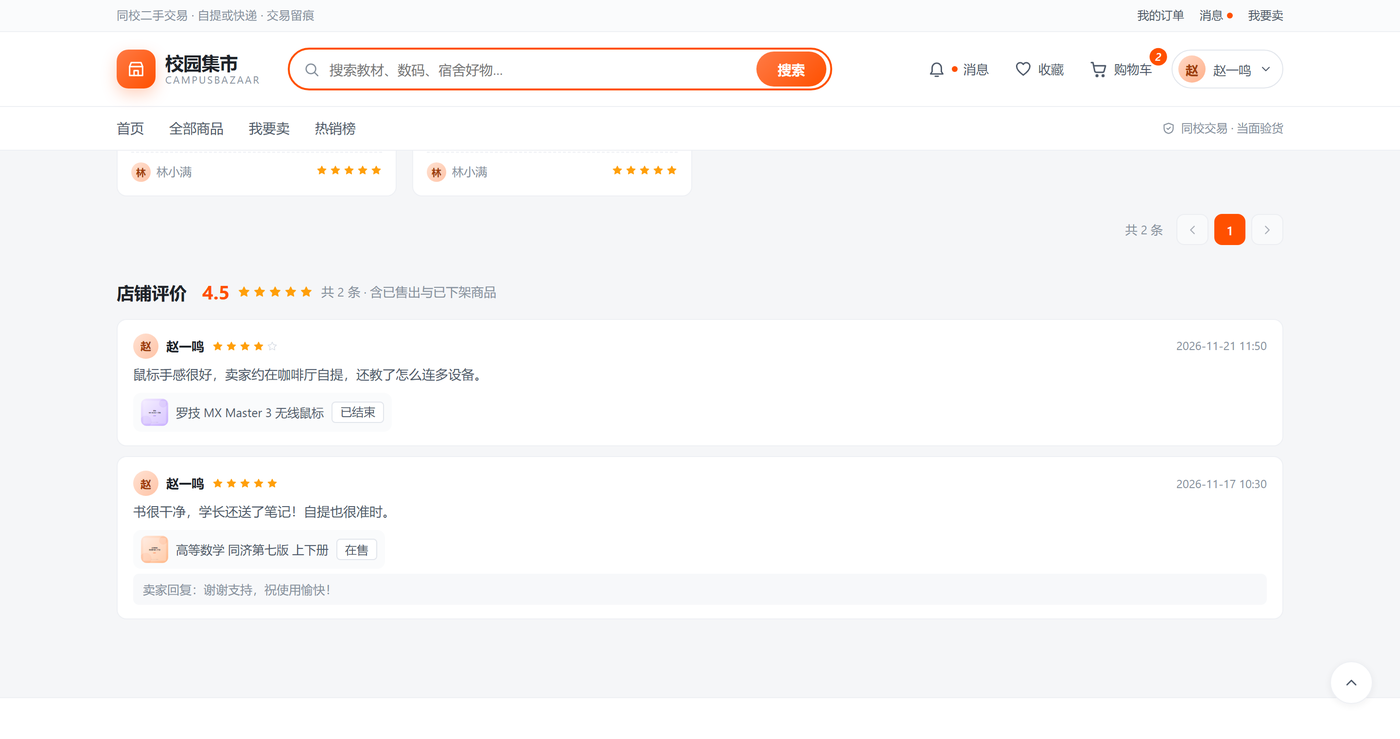 同校二手交易 · 自提或快递 · 交易留痕
我的订单 消息 我要卖
校园集市
CAMPUSBAZAAR
搜索教材、数码、宿舍好物...
搜索
消息 收藏 购物车 2 赵 赵一鸣
首页 全部商品 我要卖 热销榜
同校交易 · 当面验货
林 林小满
林 林小满
共 2 条 1
店铺评价 4.5 共 2 条 · 含已售出与已下架商品
赵 赵一鸣 2026-11-21 11:50
鼠标手感很好，卖家约在咖啡厅自提，还教了怎么连多设备。
罗技 MX Master 3 无线鼠标 已结束
赵 赵一鸣 2026-11-17 10:30
书很干净，学长还送了笔记！自提也很准时。
高等数学 同济第七版 上下册 在售
卖家回复：谢谢支持，祝使用愉快！